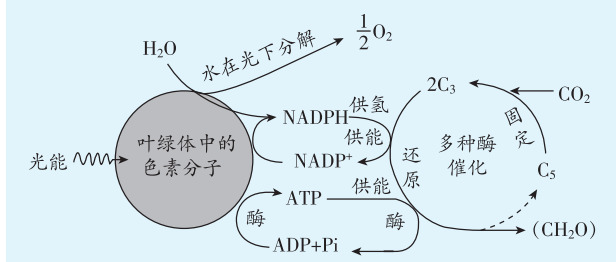 H₂O
水在光下分解
½O₂
光能
叶绿体中的
色素分子
NADPH
供氢
供能
NADP⁺
2C₃
CO₂
固定
多种酶
催化
还原
C₅
ATP
供能
酶
酶
ADP+Pi
(CH₂O)